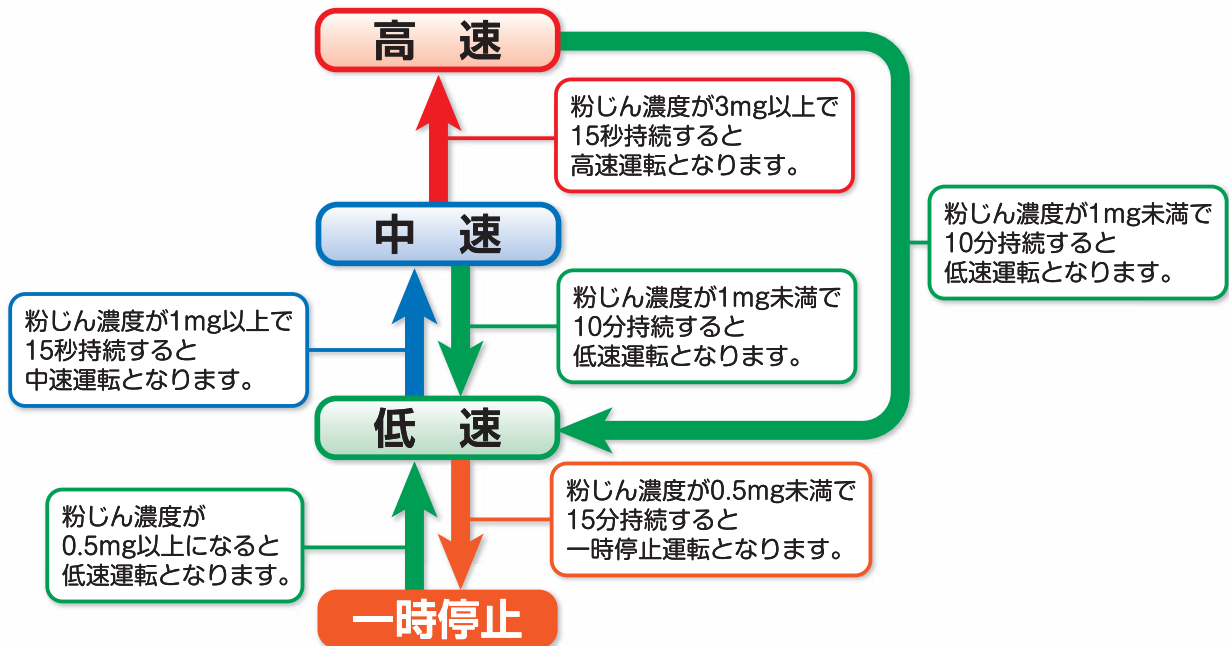 高 速
粉じん濃度が3mg以上で
15秒持続すると
高速運転となります。
中 速
粉じん濃度が1mg未満で
10分持続すると
低速運転となります。
粉じん濃度が1mg未満で
10分持続すると
低速運転となります。
粉じん濃度が1mg以上で
15秒持続すると
中速運転となります。
低 速
粉じん濃度が0.5mg未満で
15分持続すると
一時停止運転となります。
粉じん濃度が
0.5mg以上になると
低速運転となります。
一時停止